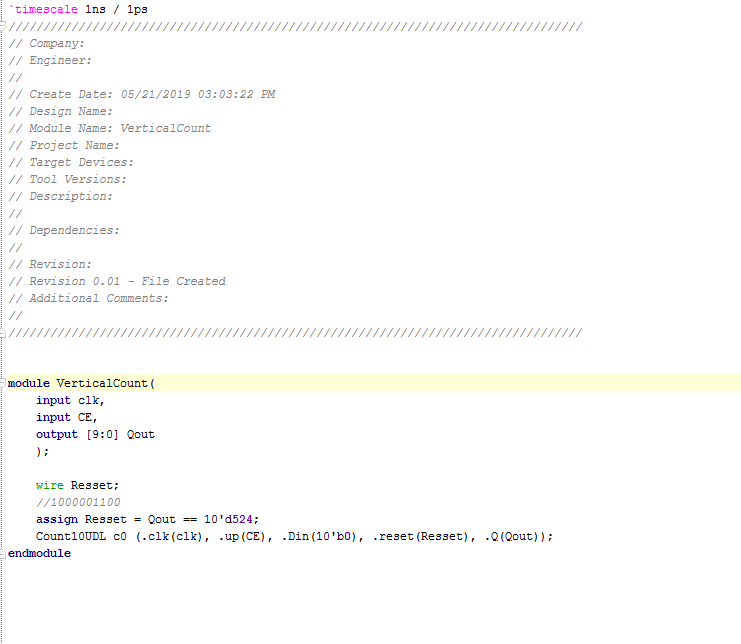 `timescale 1ns / 1ps
//////////////////////////////////////////////////////////////////////////////////
// Company:
// Engineer:
//
// Create Date: 05/21/2019 03:03:22 PM
// Design Name:
// Module Name: VerticalCount
// Project Name:
// Target Devices:
// Tool Versions:
// Description:
//
// Dependencies:
//
// Revision:
// Revision 0.01 - File Created
// Additional Comments:
//
//////////////////////////////////////////////////////////////////////////////////
module VerticalCount(
input clk,
input CE,
output [9:0] Qout
);
wire Resset;
//1000001100
assign Resset = Qout == 10'd524;
Count10UDL c0 (.clk(clk), .up(CE), .Din(10'b0), .reset(Resset), .Q(Qout));
endmodule